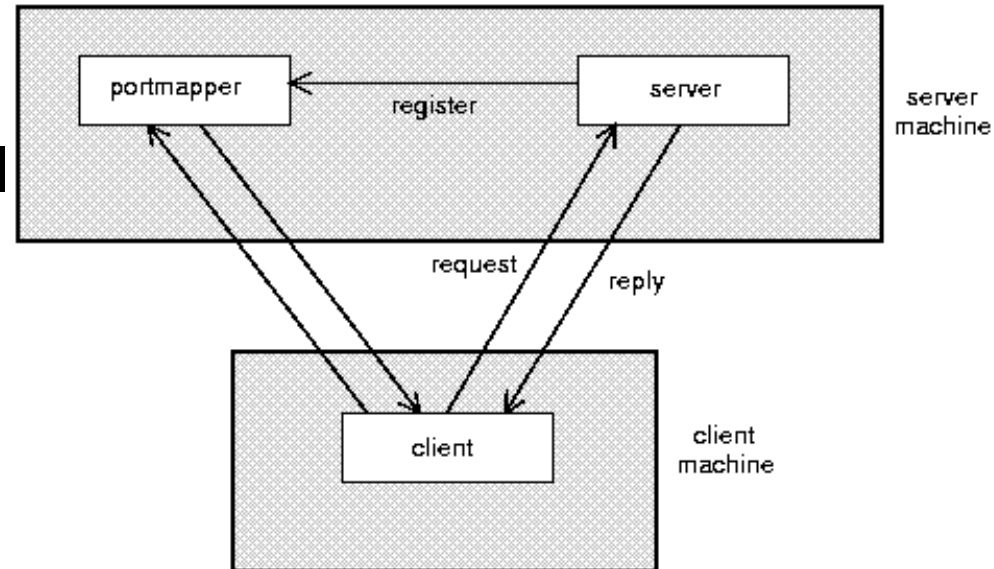 portmapper
register
server
server
machine
request
reply
client
client
machine